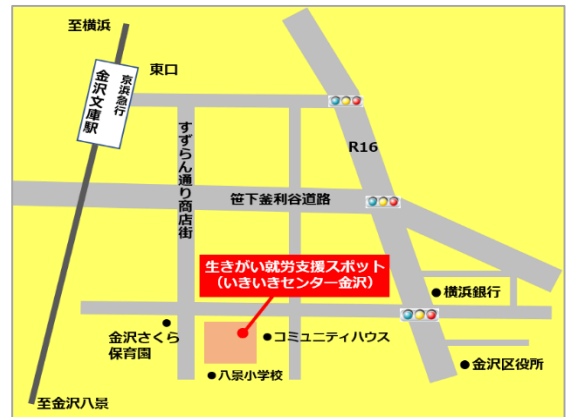 至横浜
東口
京浜急行
金沢文庫駅
すずらん通り商店街
R16
笹下釜利谷道路
生きがい就労支援スポット
（いきいきセンター金沢）
●横浜銀行
金沢さくら
保育園
●コミュニティハウス
●金沢区役所
●八景小学校
至金沢八景